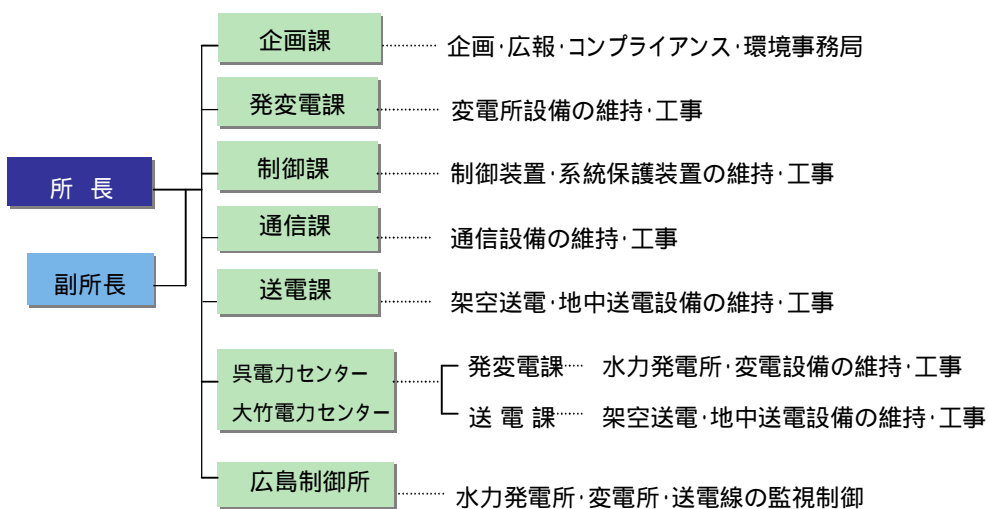 企画課 企画･広報･コンプライアンス･環境事務局
発変電課 変電所設備の維持･工事
制御課 制御装置･系統保護装置の維持･工事
所 長
通信課 通信設備の維持･工事
副所長
送電課 架空送電･地中送電設備の維持･工事
呉電力センター
大竹電力センター
発変電課 水力発電所･変電設備の維持･工事
送 電 課 架空送電･地中送電設備の維持･工事
広島制御所 水力発電所･変電所･送電線の監視制御